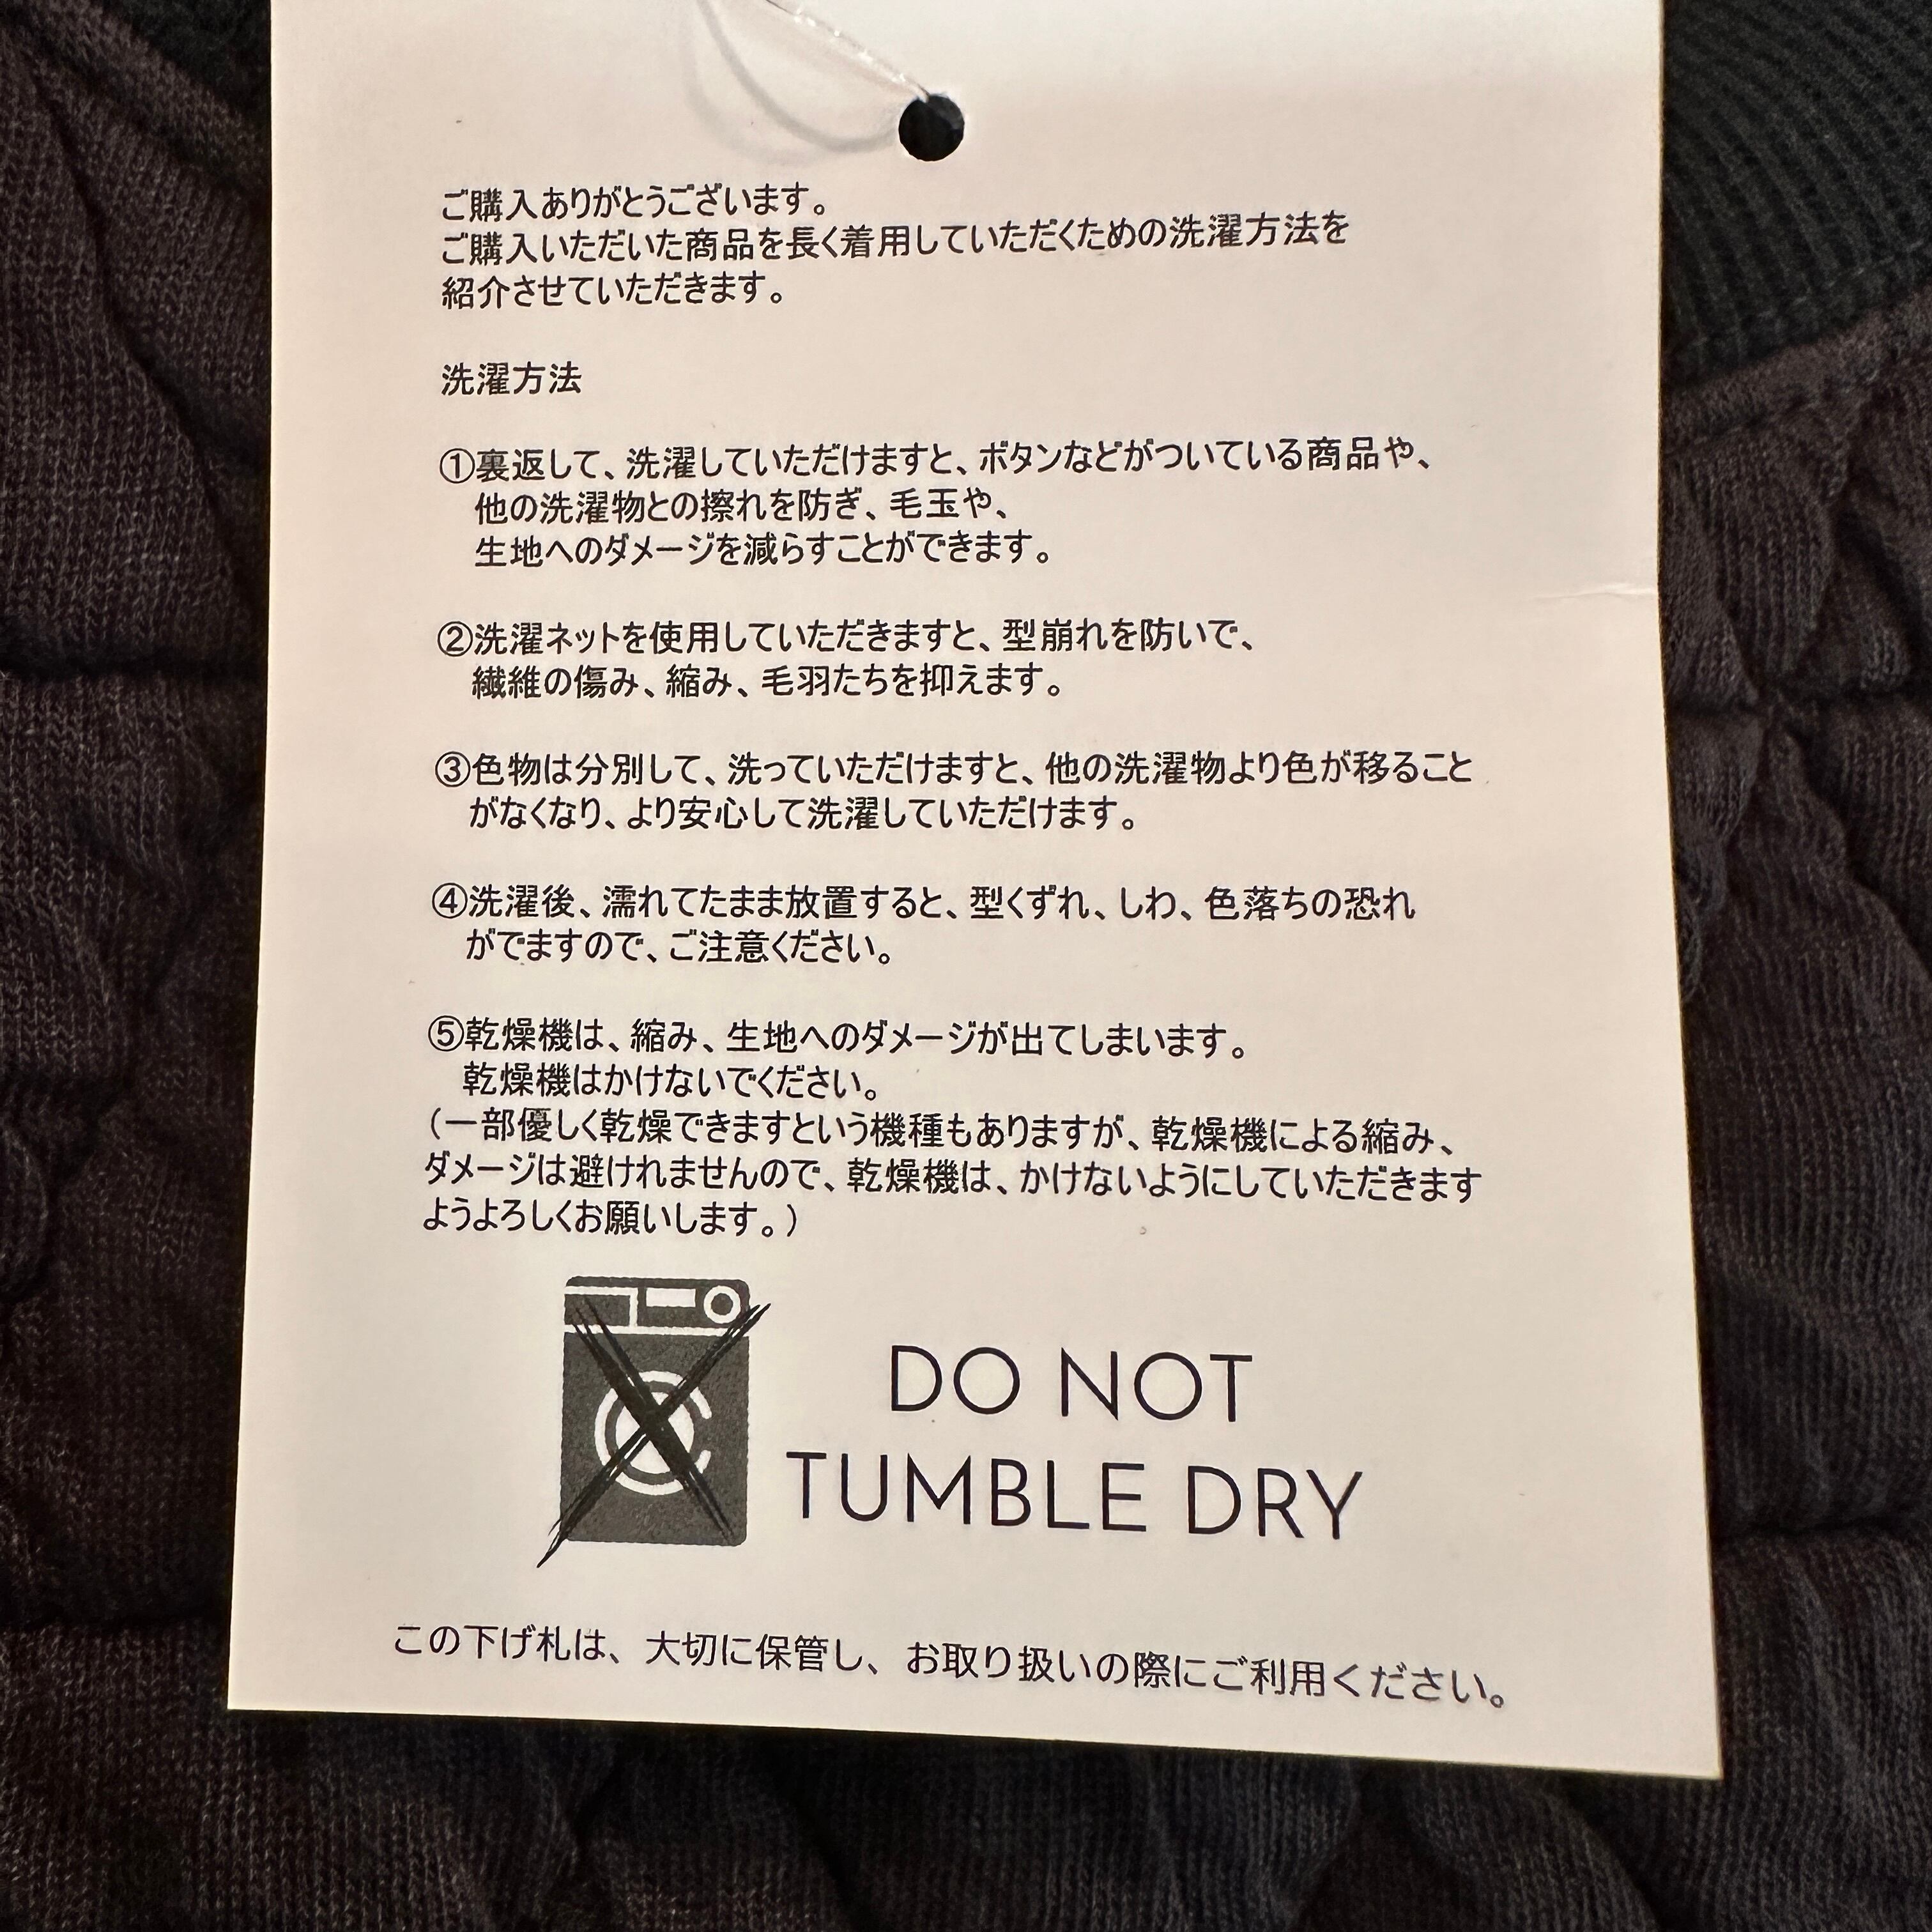 ご購入ありがとうございます。
ご購入いただいた商品を長く着用していただくための洗濯方法を
紹介させていただきます。
洗濯方法
①裏返して、洗濯していただけますと、ボタンなどがついている商品や、
他の洗濯物との擦れを防ぎ、毛玉や、
生地へのダメージを減らすことができます。
②洗濯ネットを使用していただきますと、型崩れを防いで、
繊維の傷み、縮み、毛羽たちを抑えます。
③色物は分別して、洗っていただけますと、他の洗濯物より色が移ること
がなくなり、より安心して洗濯していただけます。
④洗濯後、濡れてたまま放置すると、型くずれ、しわ、色落ちの恐れ
がでますので、ご注意ください。
⑤乾燥機は、縮み、生地へのダメージが出てしまいます。
乾燥機はかけないでください。
（一部優しく乾燥できますという機種もありますが、乾燥機による縮み、
ダメージは避けれませんので、乾燥機は、かけないようにしていただきます
ようよろしくお願いします。）
DO NOT
TUMBLE DRY
この下げ札は、大切に保管し、お取り扱いの際にご利用ください。